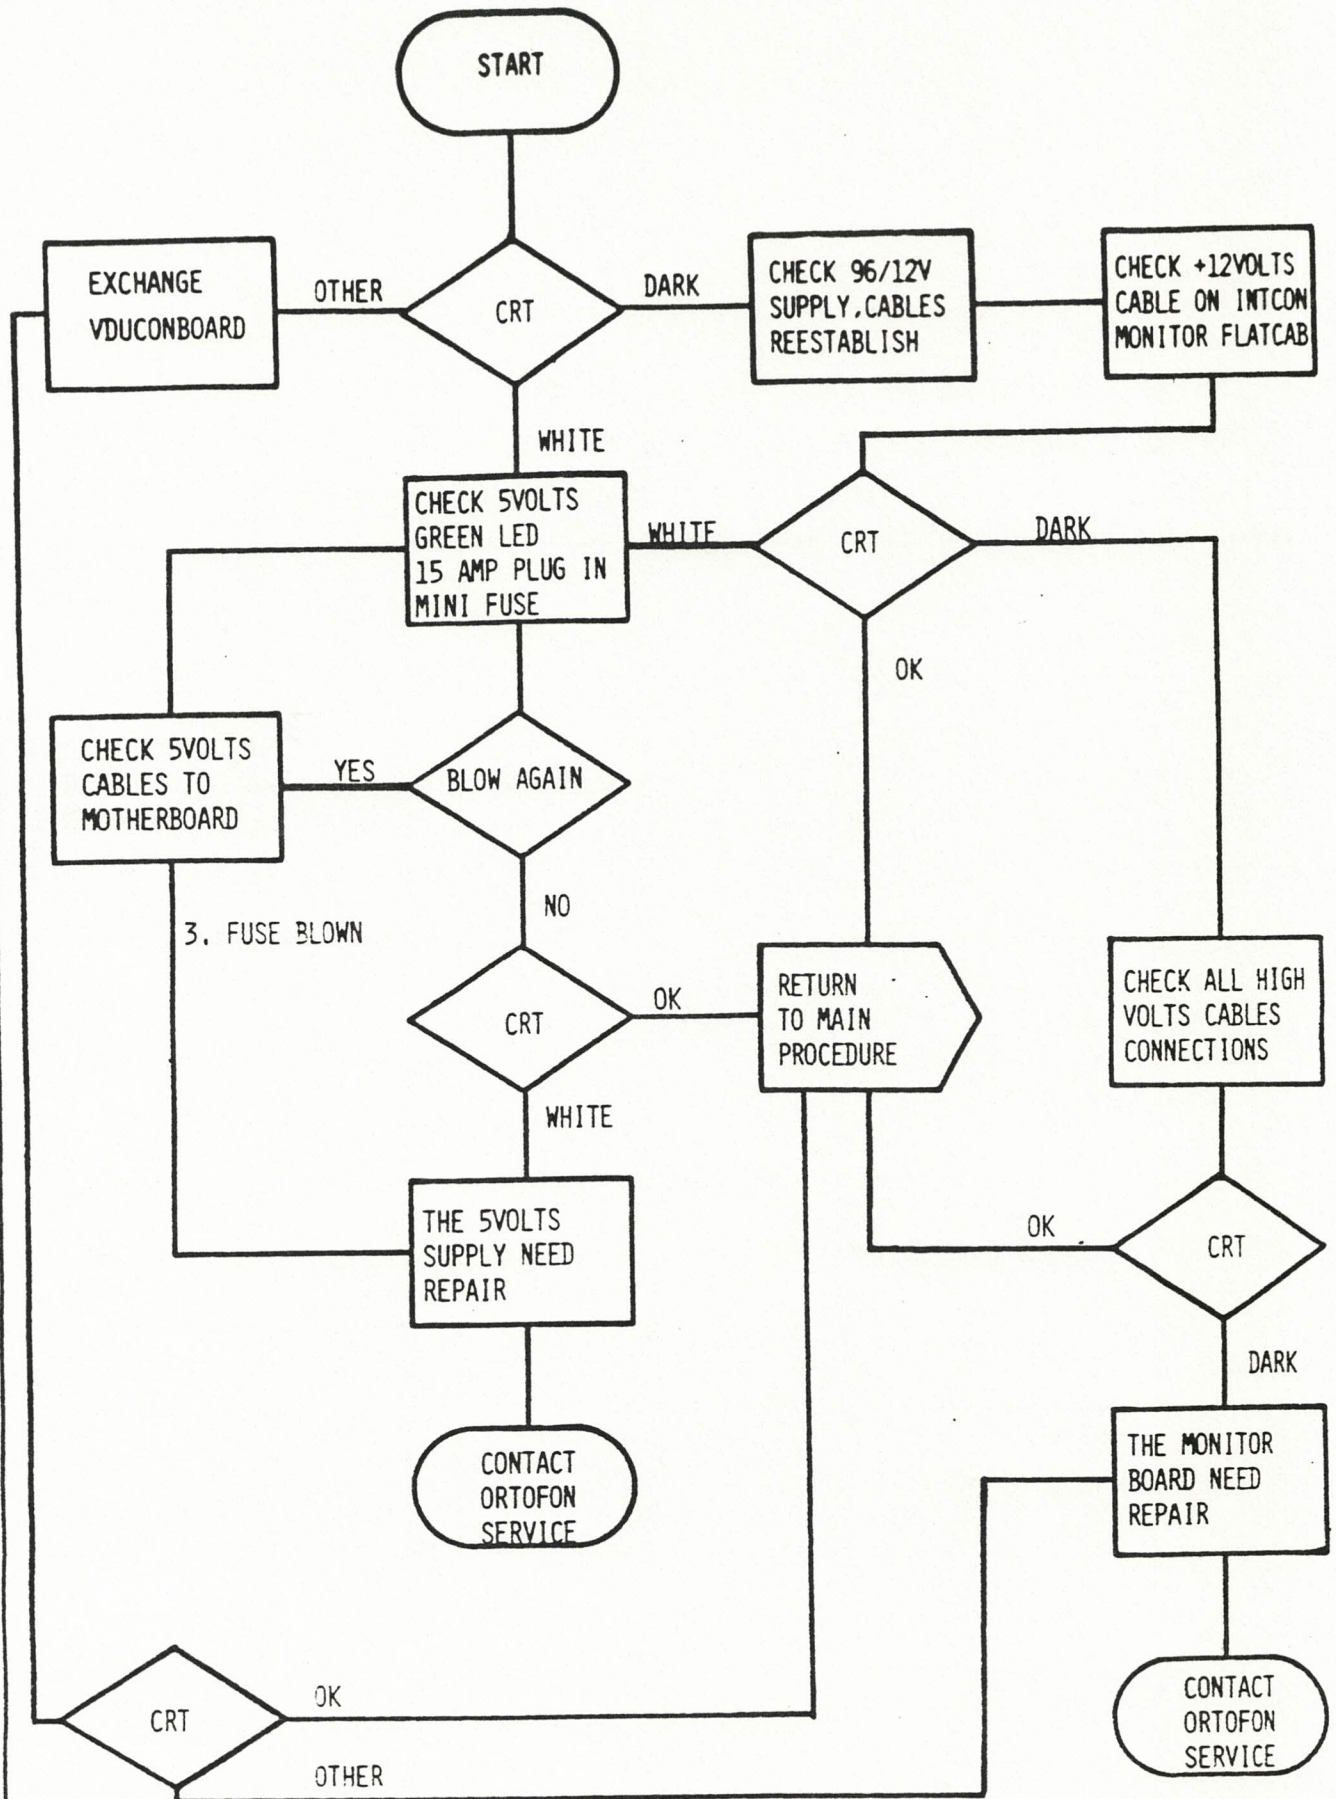 START
EXCHANGE
VDUCONBOARD
OTHER
CRT
DARK
CHECK 96/12V
SUPPLY.CABLES
REESTABLISH
CHECK +12VOLTS
CABLE ON INTCON
MONITOR FLATCAB
WHITE
CHECK 5VOLTS
GREEN LED
15 AMP PLUG IN
MINI FUSE
WHITE
CRT
DARK
OK
CHECK 5VOLTS
CABLES TO
MOTHERBOARD
YES
BLOW AGAIN
NO
3. FUSE BLOWN
CRT
OK
RETURN
TO MAIN
PROCEDURE
CHECK ALL HIGH
VOLTS CABLES
CONNECTIONS
WHITE
THE 5VOLTS
SUPPLY NEED
REPAIR
OK
CRT
DARK
CONTACT
ORTOFON
SERVICE
THE MONITOR
BOARD NEED
REPAIR
CRT
OK
OTHER
CONTACT
ORTOFON
SERVICE